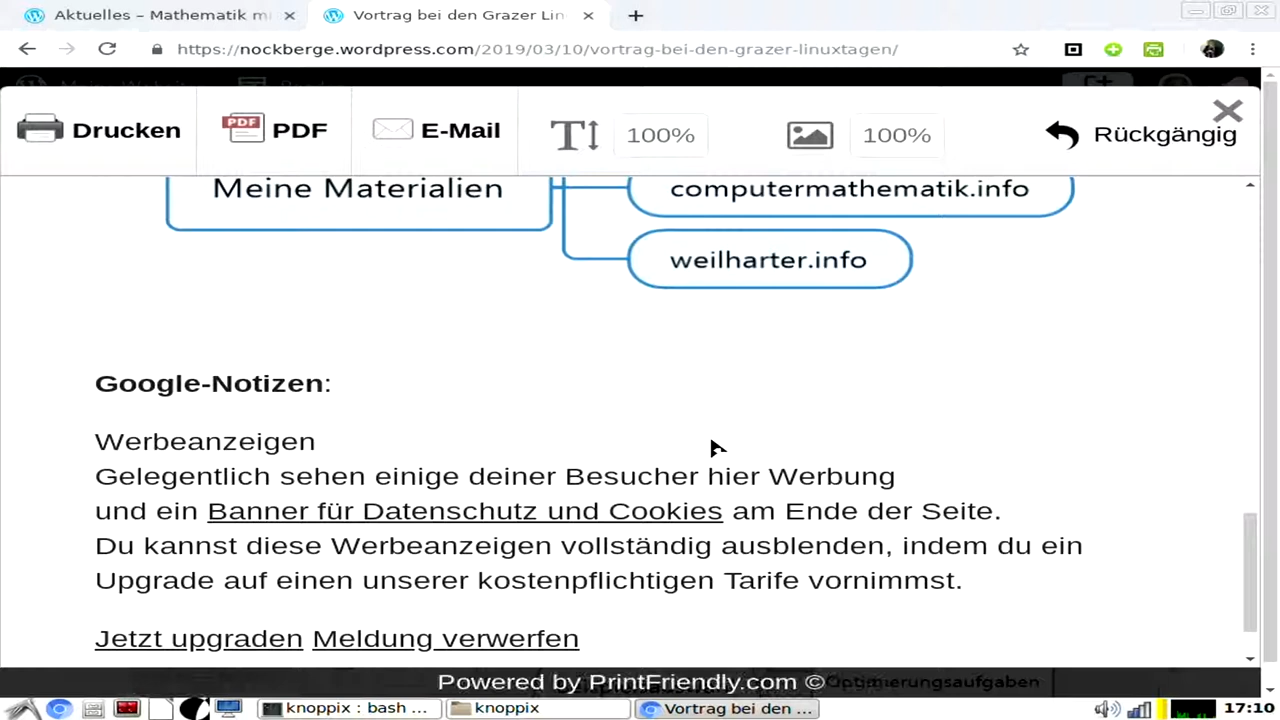 Aktuelles – Mathematik m
Vortrag bei den Grazer Lin
https://nockberge.wordpress.com/2019/03/10/vortrag-bei-den-grazer-linuxtagen/
Drucken
PDF
PDF
E-Mail
100%
100%
Rückgängig
Meine Materialien
computermathematik.info
weilharter.info
Google-Notizen:
Werbeanzeigen
Gelegentlich sehen einige deiner Besucher hier Werbung
und ein Banner für Datenschutz und Cookies am Ende der Seite.
Du kannst diese Werbeanzeigen vollständig ausblenden, indem du ein
Upgrade auf einen unserer kostenpflichtigen Tarife vornimmst.
Jetzt upgraden Meldung verwerfen
Powered by PrintFriendly.com ©
Optimierungsaufgaben
knoppix : bash ...
knoppix
Vortrag bei den ...
17:10